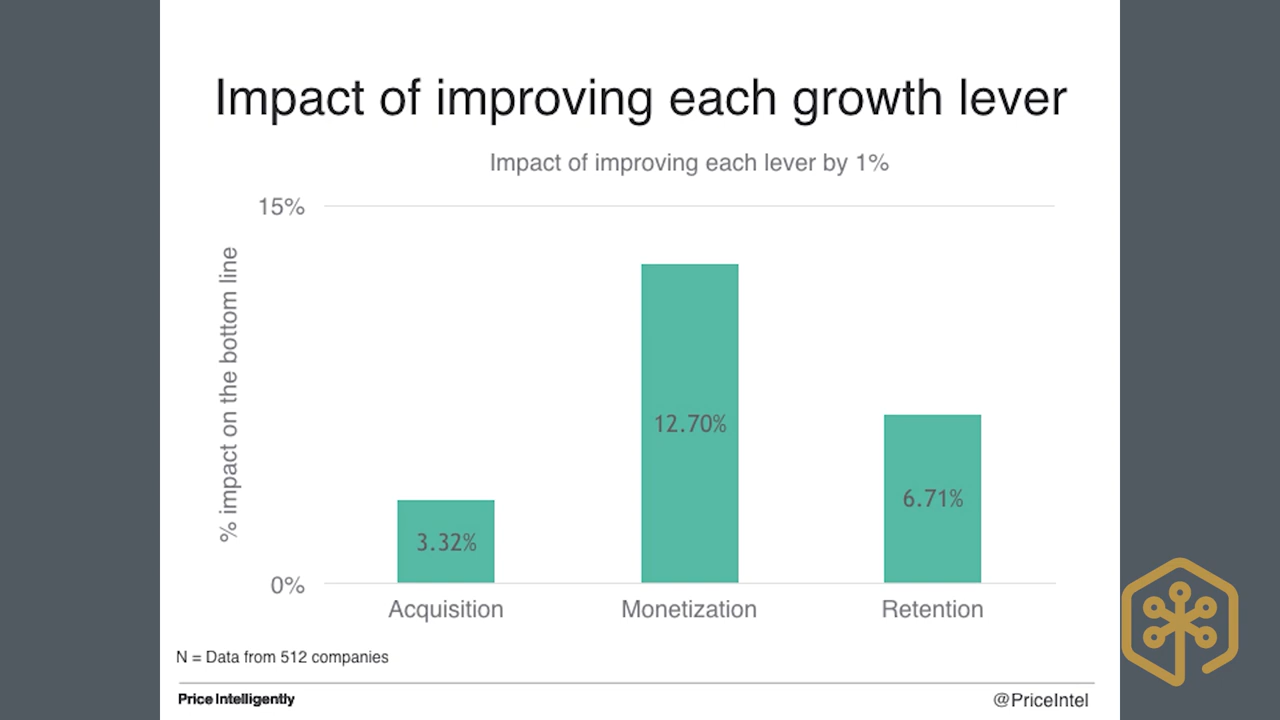 Impact of improving each growth lever
Impact of improving each lever by 1%
15%
% impact on the bottom line
12.70%
6.71%
3.32%
0%
Acquisition Monetization Retention
N = Data from 512 companies
Price Intelligently @PriceIntel